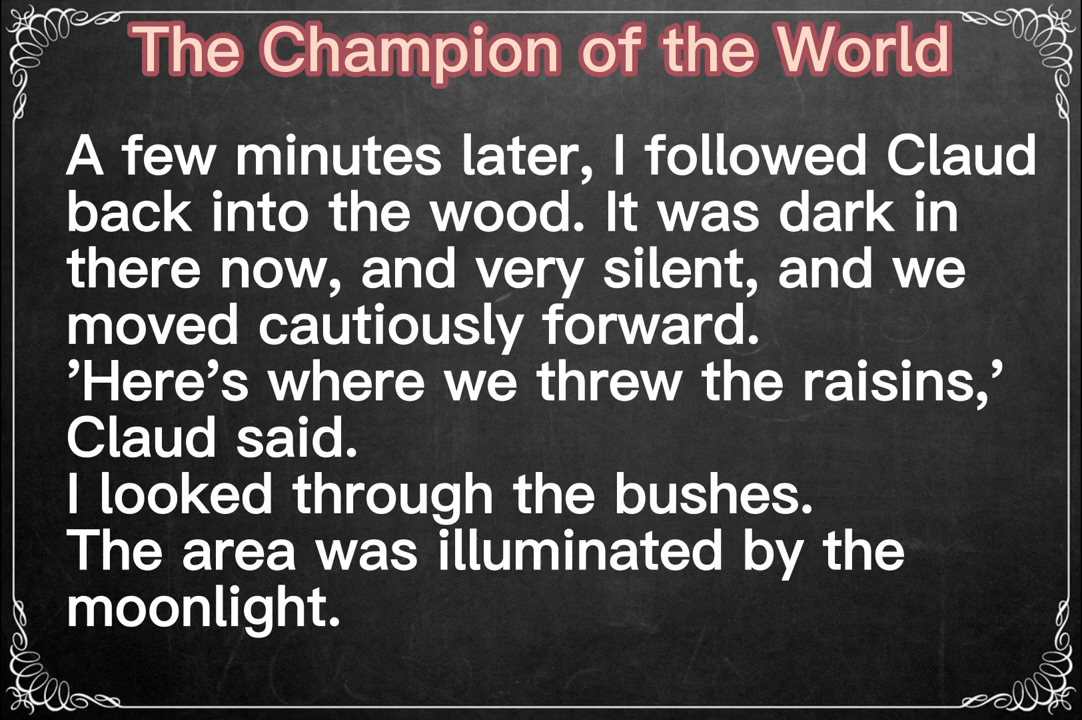 The Champion of the World
A few minutes later, I followed Claud
back into the wood. It was dark in
there now, and very silent, and we
moved cautiously forward.
’Here’s where we threw the raisins,’
Claud said.
I looked through the bushes.
The area was illuminated by the
moonlight.